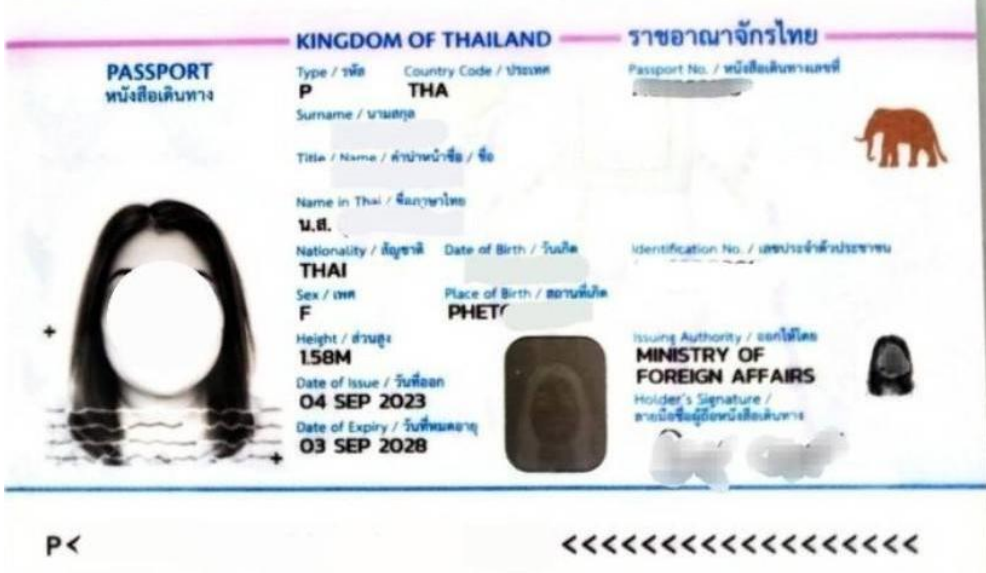 KINGDOM OF THAILAND ราชอาณาจักรไทย
PASSPORT
หนังสือเดินทาง
Type / รหัส Country Code / ประเทศ Passport No. / หนังสือเดินทางเลขที่
P THA
Surname / นามสกุล
Title / Name / คำนำหน้าชื่อ / ชื่อ
Name in Thai / ชื่อภาษาไทย
น.ส.
Nationality / สัญชาติ Date of Birth / วันเกิด Identification No. / เลขประจำตัวประชาชน
THAI
Sex / เพศ Place of Birth / สถานที่เกิด
F PHET
Height / ส่วนสูง Issuing Authority / ออกให้โดย
1.58M MINISTRY OF
FOREIGN AFFAIRS
Date of Issue / วันที่ออก Holder's Signature /
04 SEP 2023 ลายมือชื่อผู้ถือหนังสือเดินทาง
Date of Expiry / วันที่หมดอายุ
03 SEP 2028
P< <<<<<<<<<<<<<<<<<<